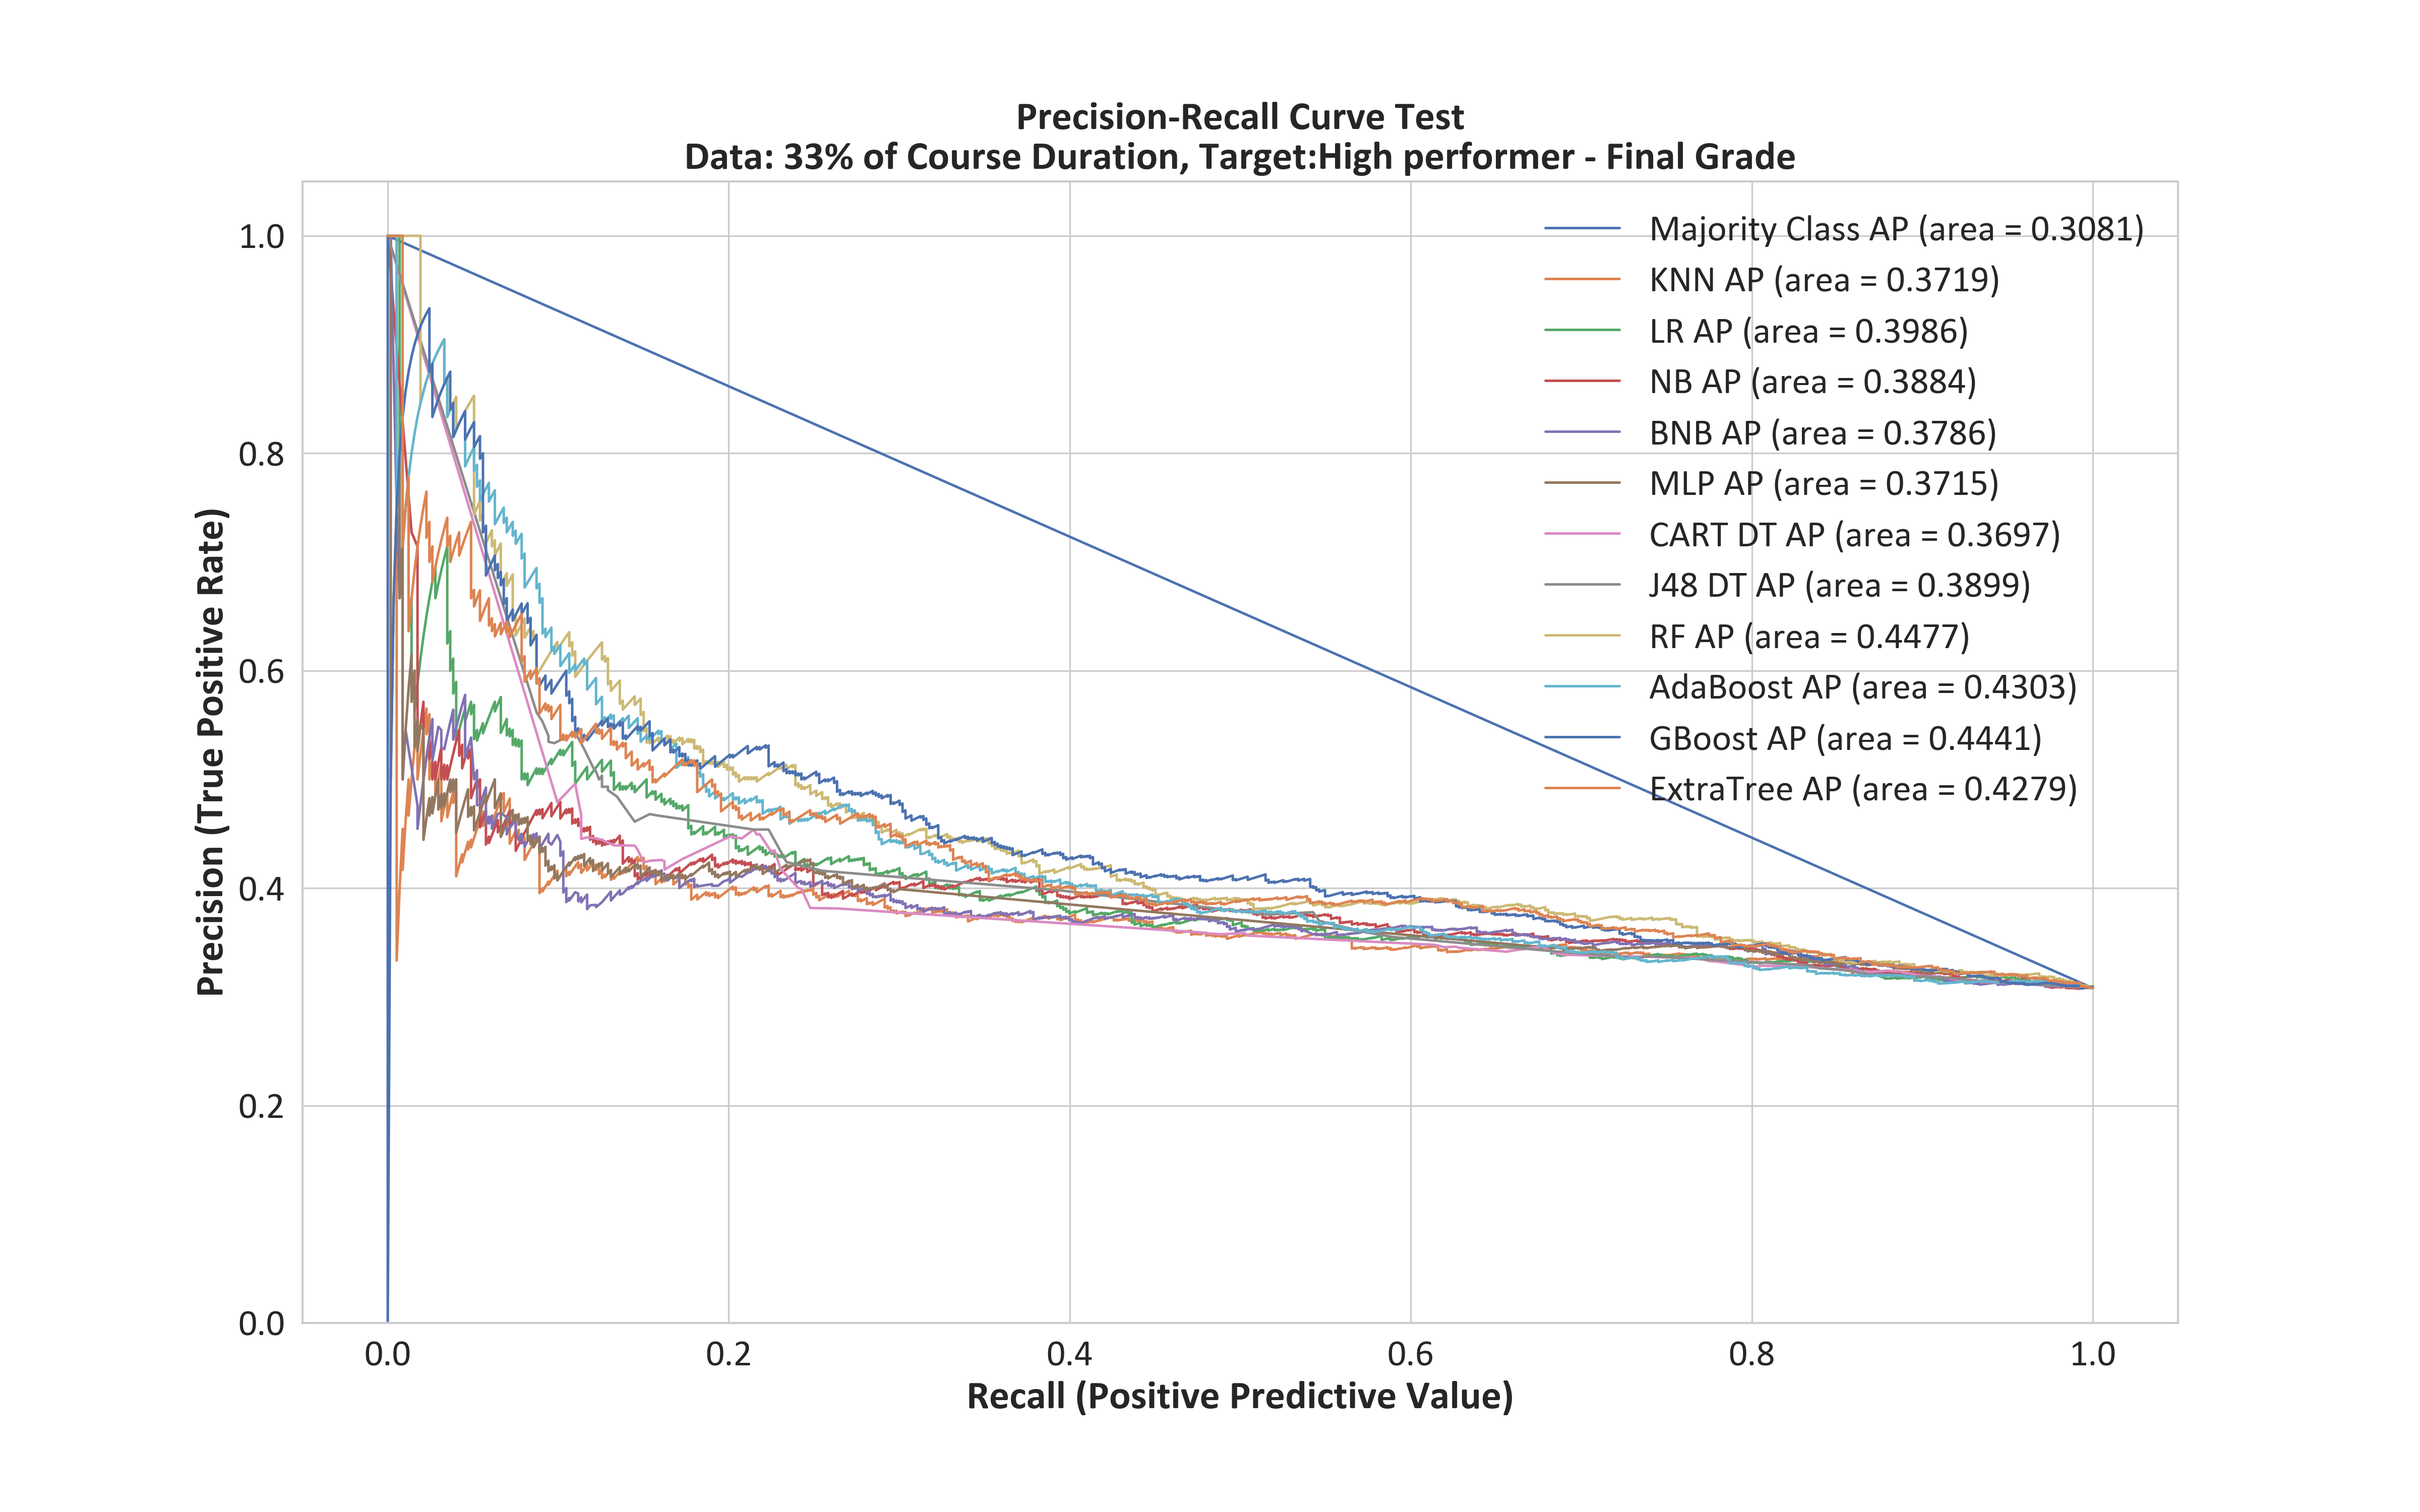 Precision-Recall Curve Test
Data: 33% of Course Duration, Target:High performer - Final Grade
Majority Class AP (area = 0.3081)
KNN AP (area = 0.3719)
LR AP (area = 0.3986)
NB AP (area = 0.3884)
BNB AP (area = 0.3786)
MLP AP (area = 0.3715)
CART DT AP (area = 0.3697)
J48 DT AP (area = 0.3899)
RF AP (area = 0.4477)
AdaBoost AP (area = 0.4303)
GBoost AP (area = 0.4441)
ExtraTree AP (area = 0.4279)
Precision (True Positive Rate)
1.0
0.8
0.6
0.4
0.2
0.0
0.0 0.2 0.4 0.6 0.8 1.0
Recall (Positive Predictive Value)